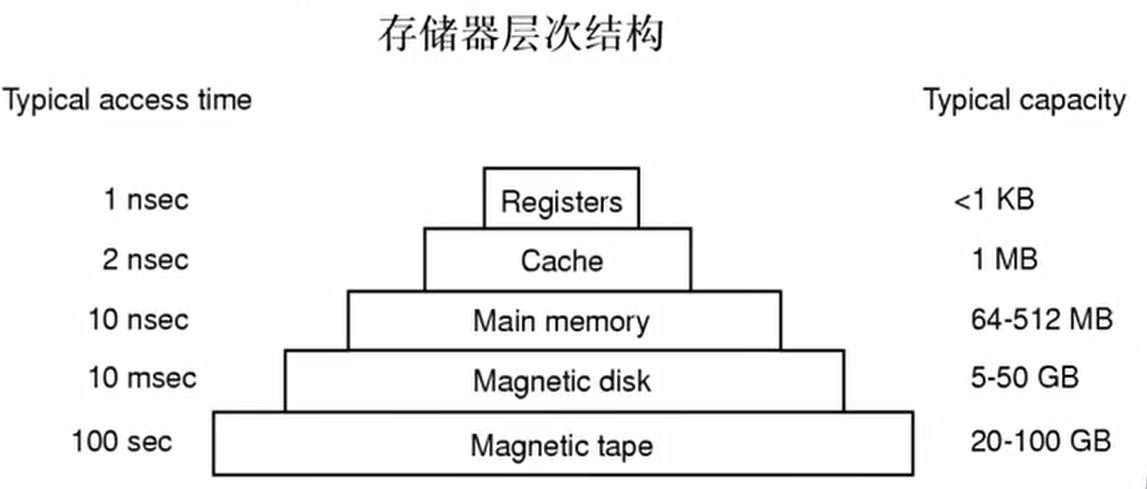 存储器层次结构
Typical access time Typical capacity
1 nsec Registers <1 KB
2 nsec Cache 1 MB
10 nsec Main memory 64-512 MB
10 msec Magnetic disk 5-50 GB
100 sec Magnetic tape 20-100 GB